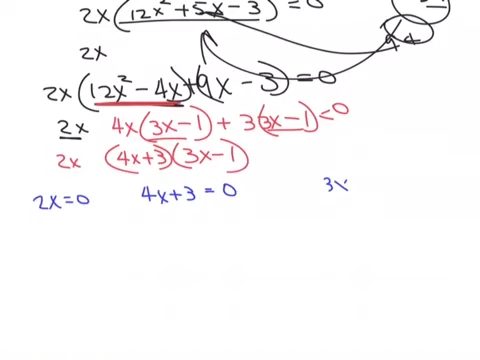 2x(12x² + 5x - 3) = 0
2x
2x(12x² - 4x) + (9x - 3) = 0
2x 4x(3x - 1) + 3(3x - 1) = 0
2x (4x + 3)(3x - 1)
2x = 0 4x + 3 = 0 3x